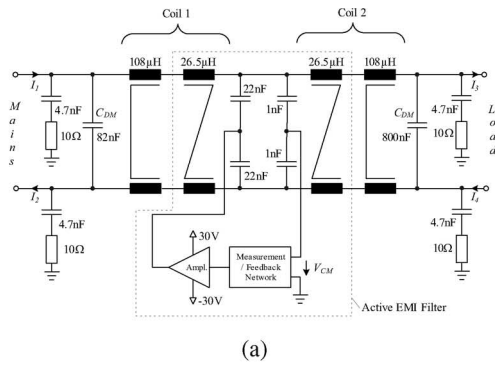 Coil 1
Coil 2
108µH
26.5µH
26.5µH
108µH
I1
I3
Mains
4.7nF
10Ω
CDM
82nF
22nF
1nF
CDM
800nF
4.7nF
10Ω
Load
1nF
22nF
I2
I4
4.7nF
10Ω
30V
Ampl.
-30V
Measurement
/ Feedback
Network
VCM
4.7nF
10Ω
Active EMI Filter
(a)